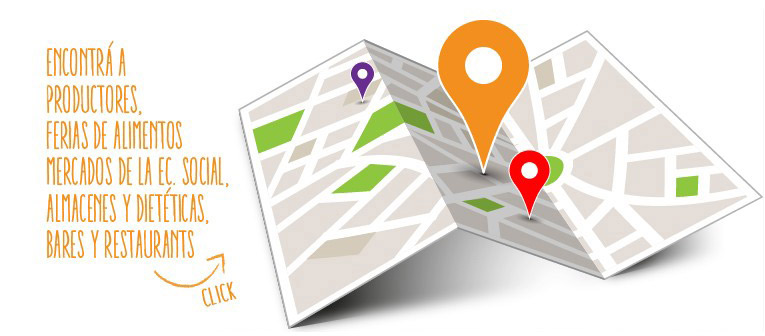 ENCONTRÁ A
PRODUCTORES,
FERIAS DE ALIMENTOS
MERCADOS DE LA EC. SOCIAL,
ALMACENES Y DIETÉTICAS,
BARES Y RESTAURANTS
CLICK